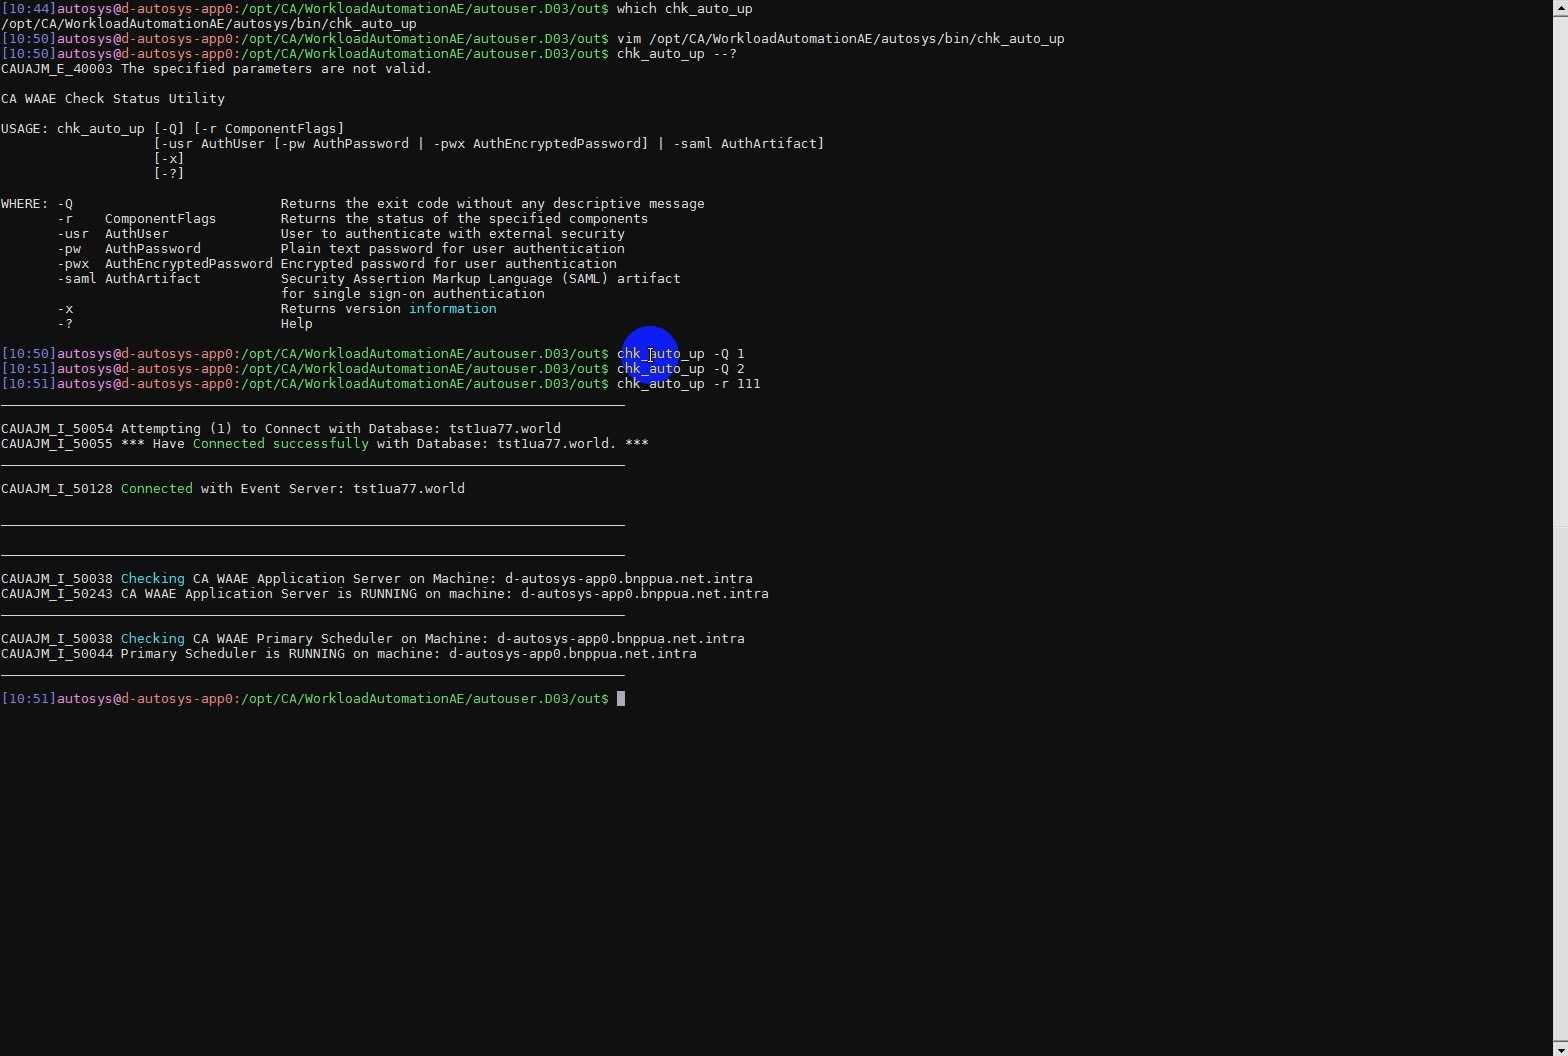 [10:44]autosys@d-autosys-app0:/opt/CA/WorkloadAutomationAE/autouser.D03/out$ which chk_auto_up
/opt/CA/WorkloadAutomationAE/autosys/bin/chk_auto_up
[10:50]autosys@d-autosys-app0:/opt/CA/WorkloadAutomationAE/autouser.D03/out$ vim /opt/CA/WorkloadAutomationAE/autosys/bin/chk_auto_up
[10:50]autosys@d-autosys-app0:/opt/CA/WorkloadAutomationAE/autouser.D03/out$ chk_auto_up --?
CAUAJM_E_40003 The specified parameters are not valid.
CA WAAE Check Status Utility
USAGE: chk_auto_up [-Q] [-r ComponentFlags]
[-usr AuthUser [-pw AuthPassword | -pwx AuthEncryptedPassword] | -saml AuthArtifact]
[-x]
[-?]
WHERE: -Q Returns the exit code without any descriptive message
-r ComponentFlags Returns the status of the specified components
-usr AuthUser User to authenticate with external security
-pw AuthPassword Plain text password for user authentication
-pwx AuthEncryptedPassword Encrypted password for user authentication
-saml AuthArtifact Security Assertion Markup Language (SAML) artifact
for single sign-on authentication
-x Returns version information
-? Help
[10:50]autosys@d-autosys-app0:/opt/CA/WorkloadAutomationAE/autouser.D03/out$ chk_auto_up -Q 1
[10:51]autosys@d-autosys-app0:/opt/CA/WorkloadAutomationAE/autouser.D03/out$ chk_auto_up -Q 2
[10:51]autosys@d-autosys-app0:/opt/CA/WorkloadAutomationAE/autouser.D03/out$ chk_auto_up -r 111
CAUAJM_I_50054 Attempting (1) to Connect with Database: tst1ua77.world
CAUAJM_I_50055 *** Have Connected successfully with Database: tst1ua77.world. ***
CAUAJM_I_50128 Connected with Event Server: tst1ua77.world
CAUAJM_I_50038 Checking CA WAAE Application Server on Machine: d-autosys-app0.bnppua.net.intra
CAUAJM_I_50243 CA WAAE Application Server is RUNNING on machine: d-autosys-app0.bnppua.net.intra
CAUAJM_I_50038 Checking CA WAAE Primary Scheduler on Machine: d-autosys-app0.bnppua.net.intra
CAUAJM_I_50044 Primary Scheduler is RUNNING on machine: d-autosys-app0.bnppua.net.intra
[10:51]autosys@d-autosys-app0:/opt/CA/WorkloadAutomationAE/autouser.D03/out$